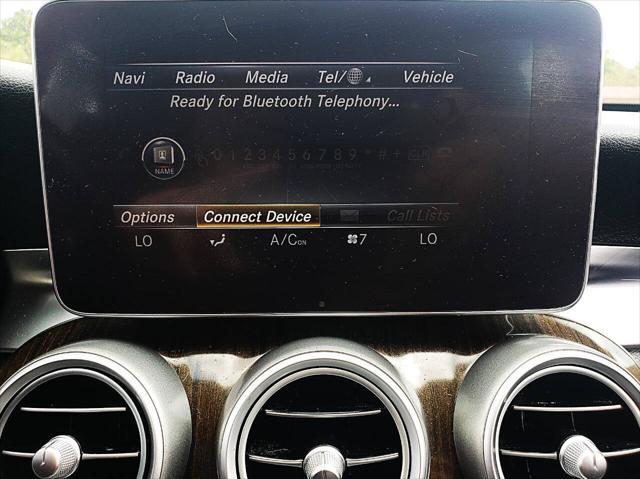 Navi Radio Media Tel/ Vehicle
Ready for Bluetooth Telephony...
0 1 2 3 4 5 6 7 8 9 * # +
NAME
Options Connect Device Call Lists
LO A/C ON 7 LO